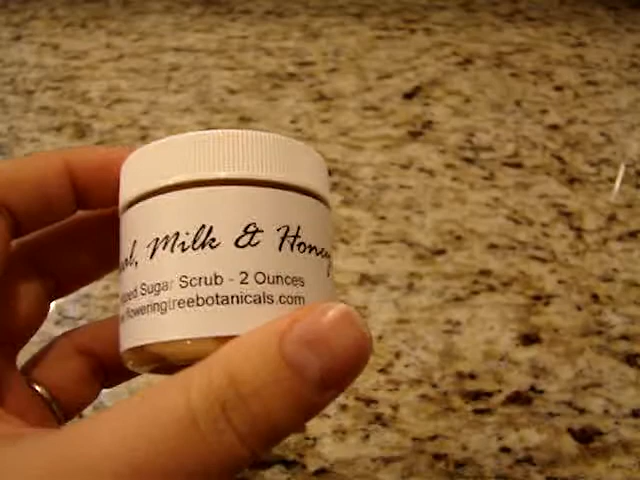 Milk & Honey
Sugar Scrub - 2 Ounces
floweringtreebotanicals.com